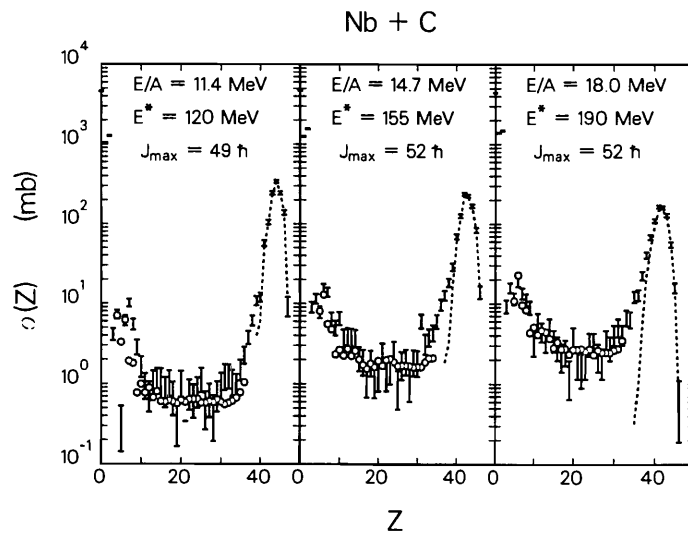 Nb + C
E/A = 11.4 MeV
E* = 120 MeV
Jmax = 49 ħ
E/A = 14.7 MeV
E* = 155 MeV
Jmax = 52 ħ
E/A = 18.0 MeV
E* = 190 MeV
Jmax = 52 ħ
σ(Z) (mb)
10⁴
10³
10²
10¹
10⁰
10⁻¹
0 20 40 0 20 40 0 20 40
Z